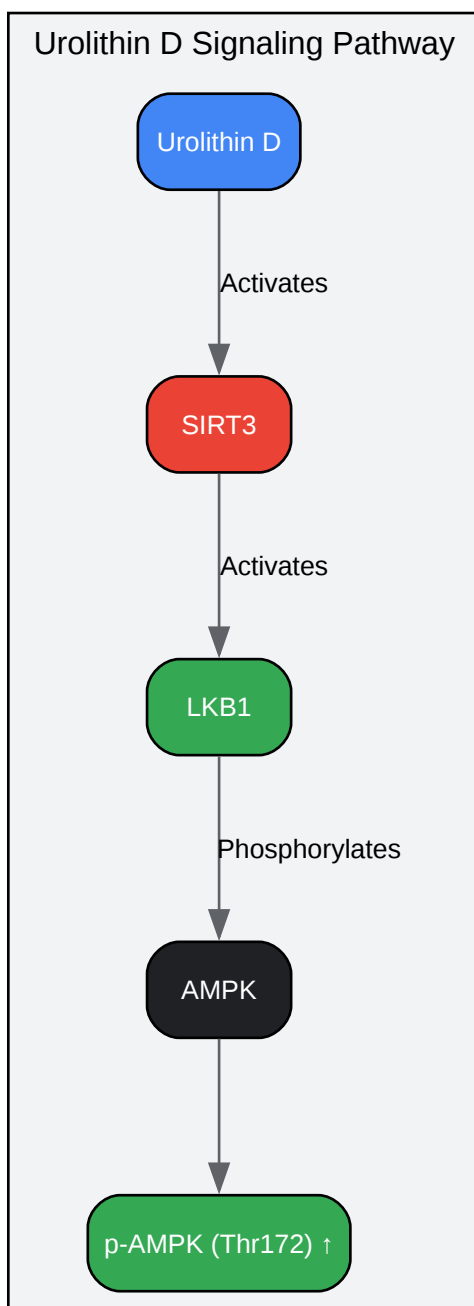 Urolithin D Signaling Pathway
Urolithin D
Activates
SIRT3
Activates
LKB1
Phosphorylates
AMPK
p-AMPK (Thr172) ↑